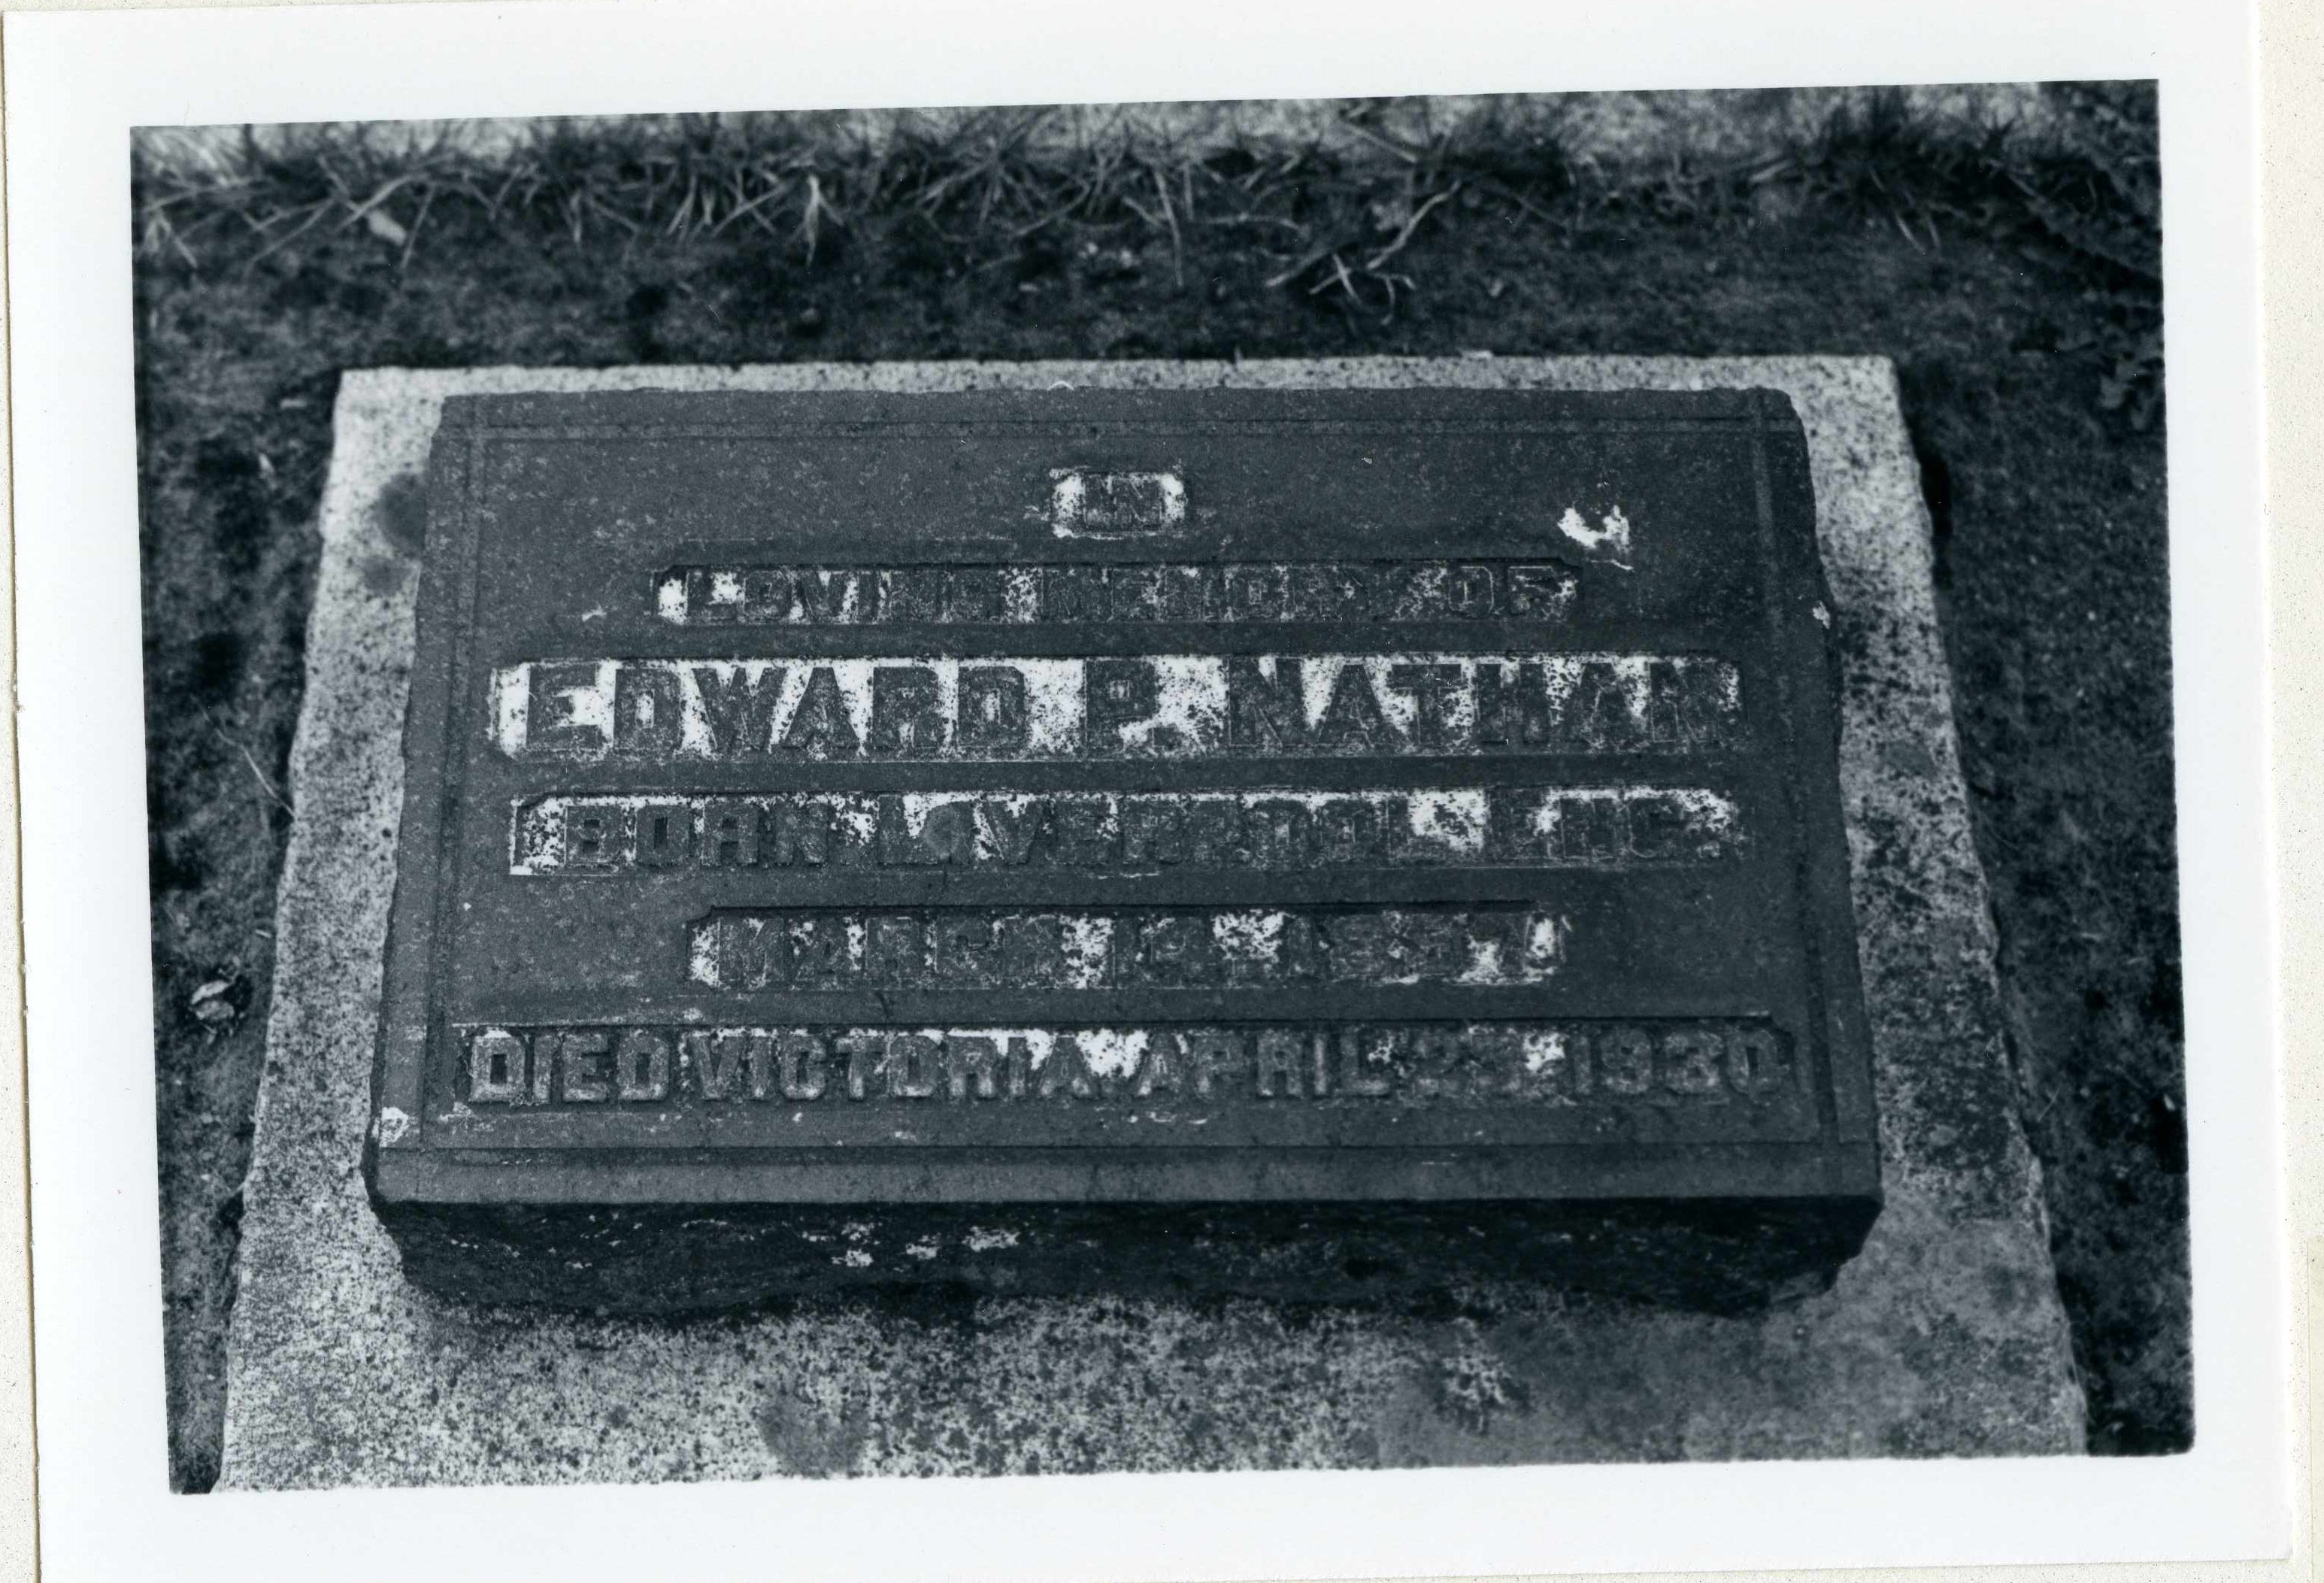 IN
LOVING MEMORY OF
EDWARD P. NATHAN
BORN LIVERPOOL ENG.
MARCH
DIED VICTORIA APRIL 1930